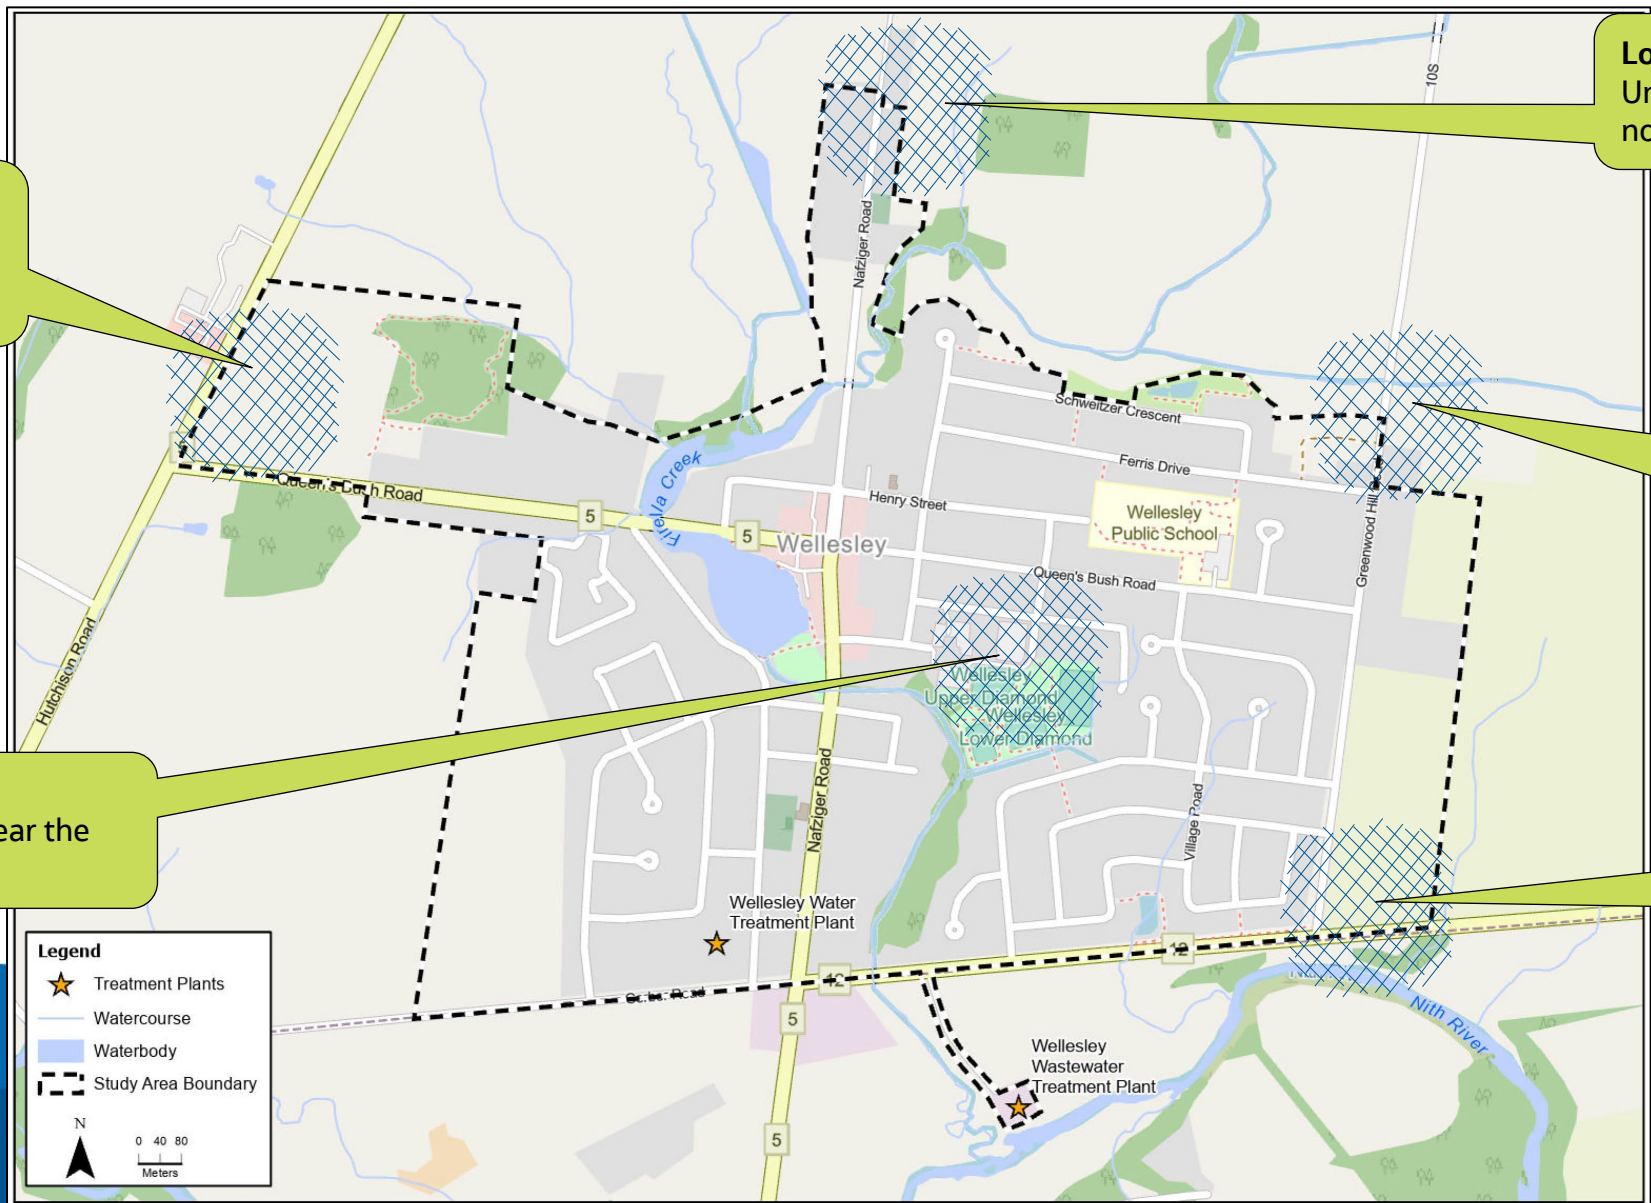 Lo
Un
no
10S
Nafziger Road
Schweitzer Crescent
Ferris Drive
Firella Creek
Queen's Bush Road
5
5
Henry Street
Wellesley
Wellesley
Public School
Greenwood Hill
Queen's Bush Road
Hutchison Road
Wellesley
Upper Diamond
Wellesley
Lower Diamond
ear the
Nafziger Road
Village Road
Wellesley Water
Treatment Plant
12
12
Road
5
Nith River
Wellesley
Wastewater
Treatment Plant
5
Legend
Treatment Plants
Watercourse
Waterbody
Study Area Boundary
N
0 40 80
Meters